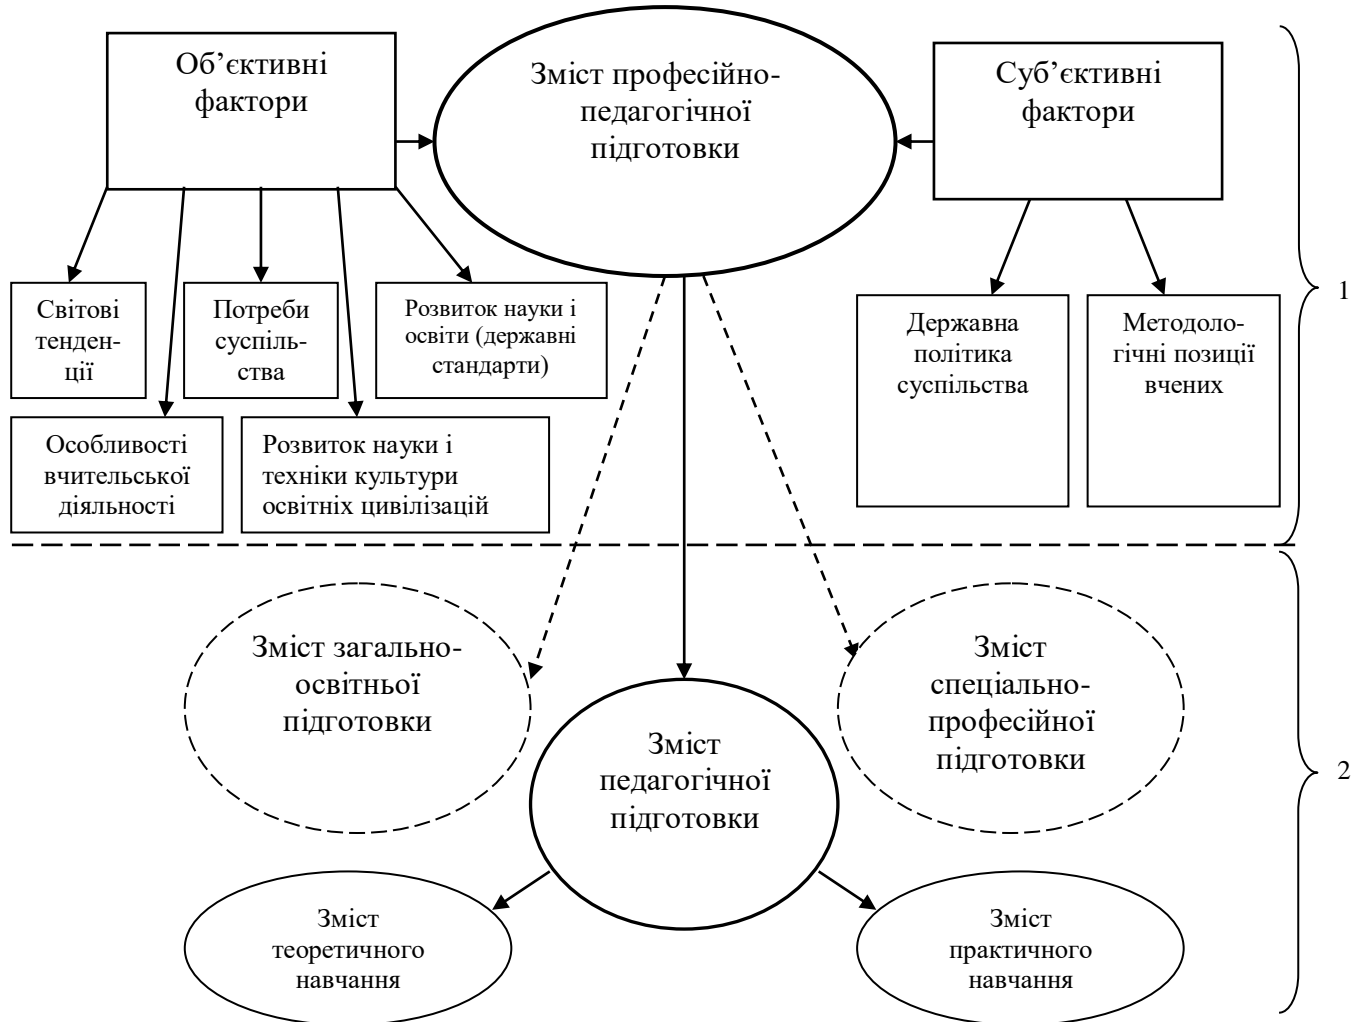 Об’єктивні
фактори
Зміст професійно-
педагогічної
підготовки
Суб’єктивні
фактори
1
Світові
тенден-
ції
Потреби
суспіль-
ства
Розвиток науки і
освіти (державні
стандарти)
Державна
політика
суспільства
Методоло-
гічні позиції
вчених
Особливості
вчительської
діяльності
Розвиток науки і
техніки культури
освітніх цивілізацій
Зміст загально-
освітньої
підготовки
Зміст
педагогічної
підготовки
Зміст
спеціально-
професійної
підготовки
2
Зміст
теоретичного
навчання
Зміст
практичного
навчання